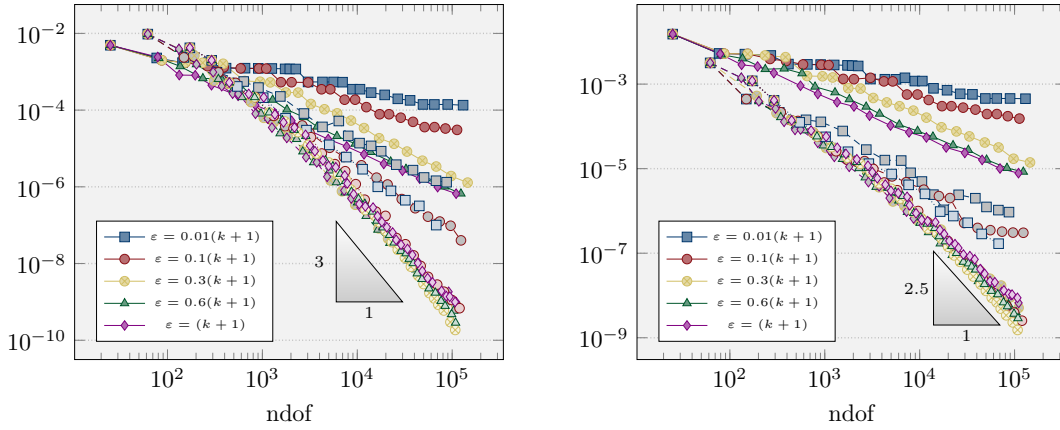 10^{-2}
10^{-4}
10^{-6}
10^{-8}
10^{-10}
ε = 0.01(k + 1)
ε = 0.1(k + 1)
ε = 0.3(k + 1)
ε = 0.6(k + 1)
ε = (k + 1)
3
1
10^2
10^3
10^4
10^5
ndof
10^{-3}
10^{-5}
10^{-7}
10^{-9}
ε = 0.01(k + 1)
ε = 0.1(k + 1)
ε = 0.3(k + 1)
ε = 0.6(k + 1)
ε = (k + 1)
2.5
1
10^2
10^3
10^4
10^5
ndof